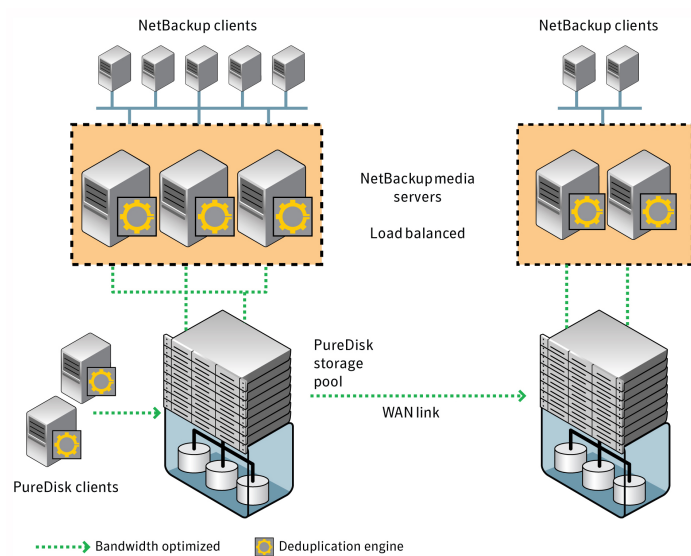 NetBackup clients
NetBackup clients
NetBackup media
servers
Load balanced
PureDisk
storage
pool
WAN link
PureDisk clients
Bandwidth optimized
Deduplication engine